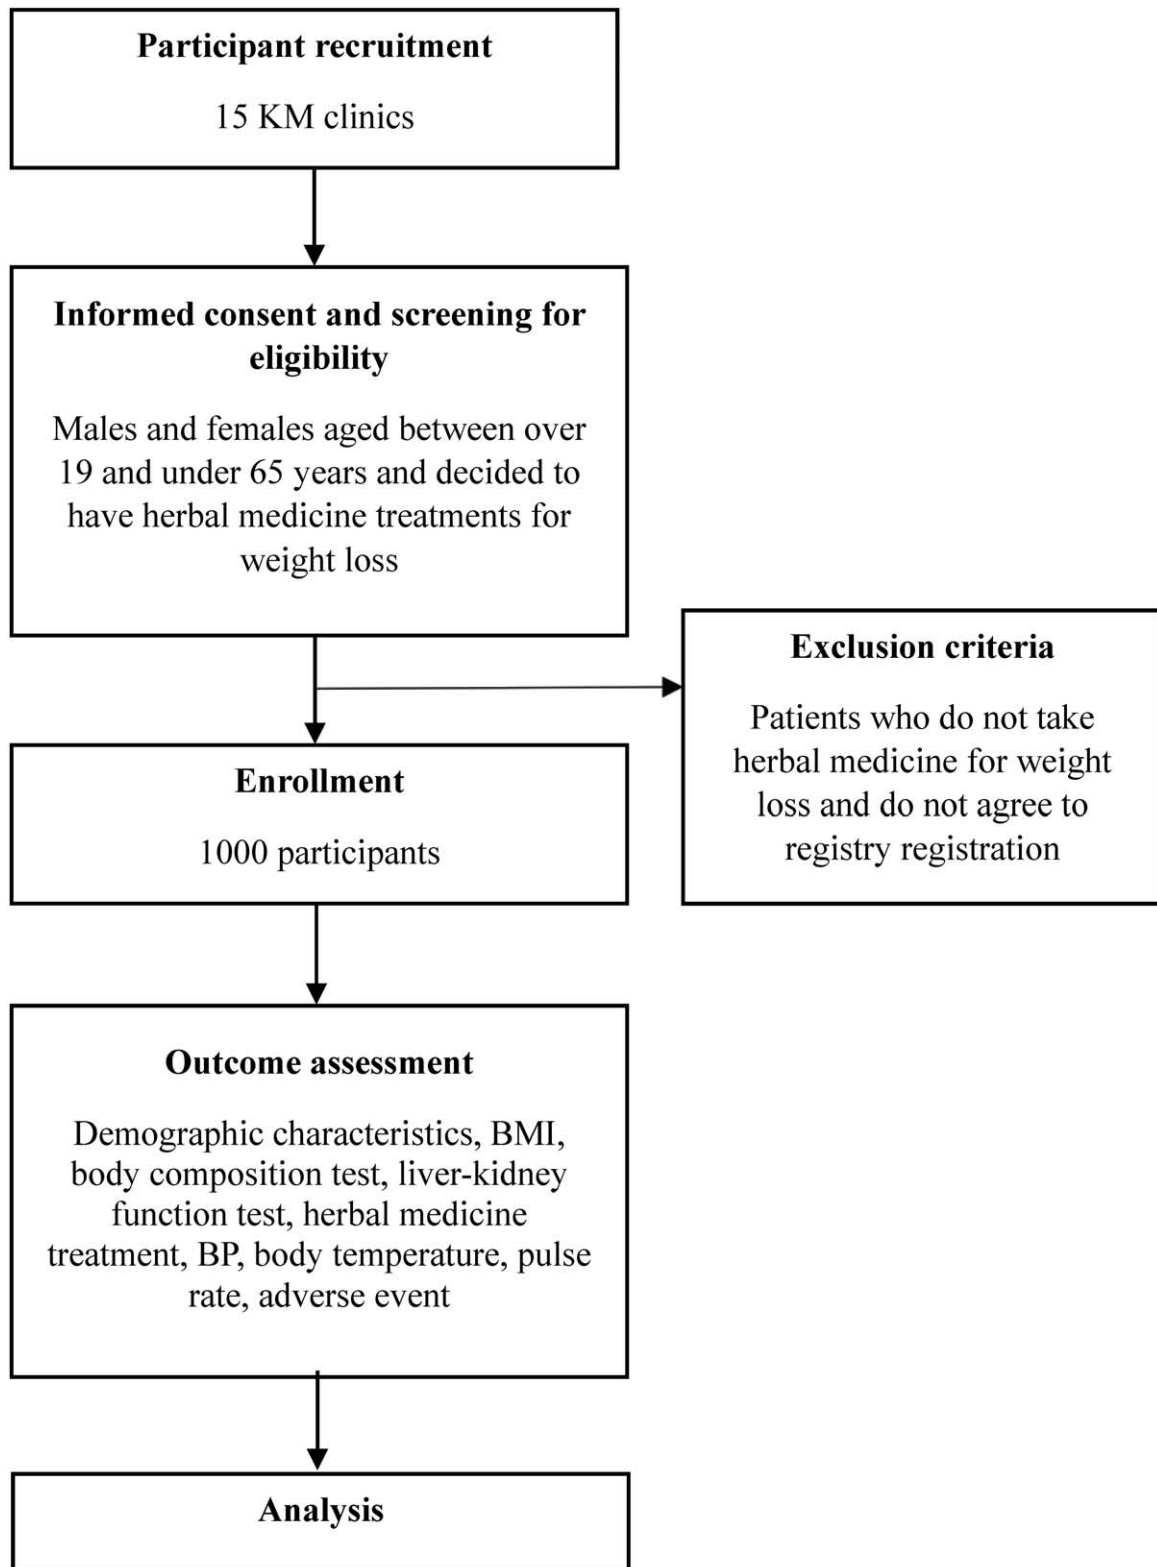 Participant recruitment
15 KM clinics
Informed consent and screening for
eligibility
Males and females aged between over
19 and under 65 years and decided to
have herbal medicine treatments for
weight loss
Exclusion criteria
Patients who do not take
herbal medicine for weight
loss and do not agree to
registry registration
Enrollment
1000 participants
Outcome assessment
Demographic characteristics, BMI,
body composition test, liver-kidney
function test, herbal medicine
treatment, BP, body temperature, pulse
rate, adverse event
Analysis